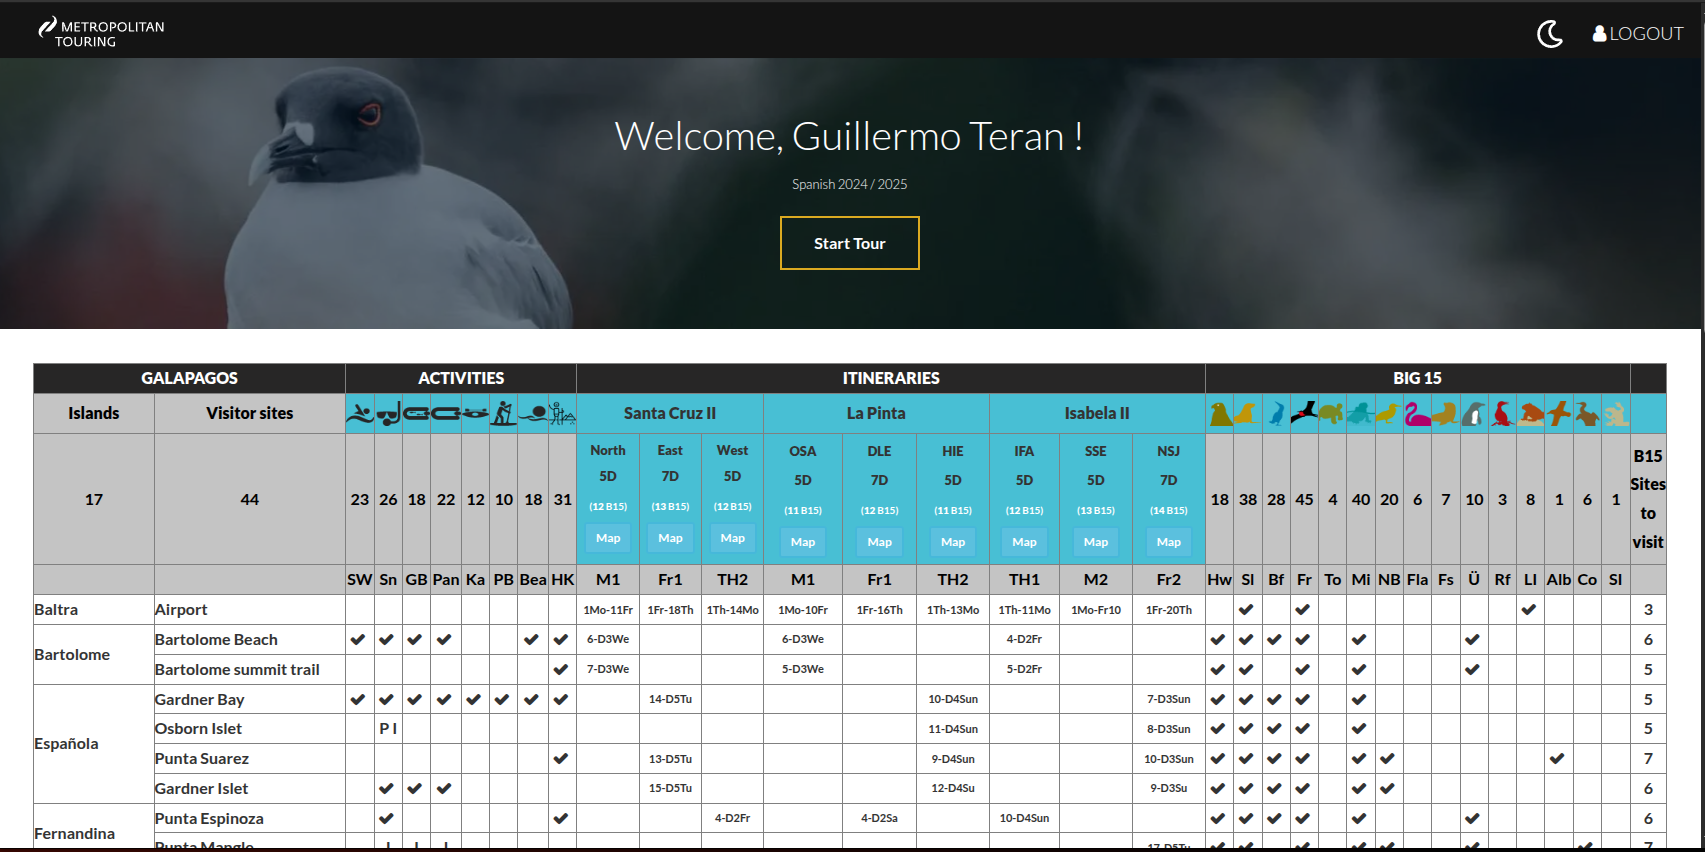 METROPOLITAN
TOURING
LOGOUT
Welcome, Guillermo Teran !
Spanish 2024 / 2025
Start Tour
GALAPAGOS ACTIVITIES ITINERARIES BIG 15
Islands Visitor sites Santa Cruz II La Pinta Isabela II
North East West OSA DLE HIE IFA SSE NSJ
5D 7D 5D 5D 7D 5D 5D 5D 7D
17 44 23 26 18 22 12 10 18 31 18 38 28 45 4 40 20 6 7 10 3 8 1 6 1
(12 B15) (13 B15) (12 B15) (11 B15) (12 B15) (11 B15) (12 B15) (13 B15) (14 B15)
Map Map Map Map Map Map Map Map Map
B15
Sites
to
visit
SW Sn GB Pan Ka PB Bea HK M1 Fr1 TH2 M1 Fr1 TH2 TH1 M2 Fr2 Hw Sl Bf Fr To Mi NB Fla Fs Ü Rf LI Alb Co SI
Baltra Airport 1Mo-11Fr 1Fr-18Th 1Th-14Mo 1Mo-10Fr 1Fr-16Th 1Th-13Mo 1Th-11Mo 1Mo-Fr10 1Fr-20Th 3
Bartolome
Bartolome Beach 6-D3We 6-D3We 4-D2Fr 6
Bartolome summit trail 7-D3We 5-D3We 5-D2Fr 5
Española
Gardner Bay 14-D5Tu 10-D4Sun 7-D3Sun 5
Osborn Islet P I 11-D4Sun 8-D3Sun 5
Punta Suarez 13-D5Tu 9-D4Sun 10-D3Sun 7
Gardner Islet 15-D5Tu 12-D4Su 9-D3Su 6
Fernandina
Punta Espinoza 4-D2Fr 4-D2Sa 10-D4Sun 6
Punta Mangle 17-D5Tu 7